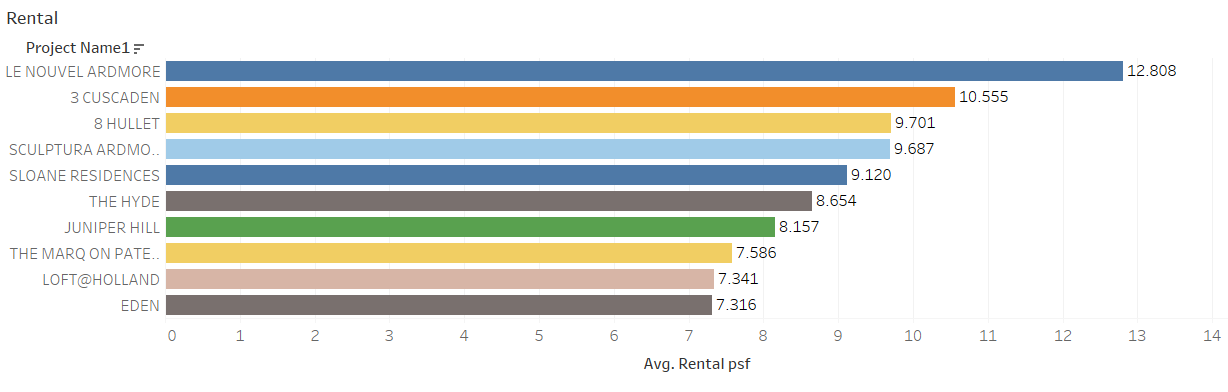 Rental
Project Name1
LE NOUVEL ARDMORE 12.808
3 CUSCADEN 10.555
8 HULLET 9.701
SCULPTURA ARDMO.. 9.687
SLOANE RESIDENCES 9.120
THE HYDE 8.654
JUNIPER HILL 8.157
THE MARQ ON PATE.. 7.586
LOFT@HOLLAND 7.341
EDEN 7.316
0 1 2 3 4 5 6 7 8 9 10 11 12 13 14
Avg. Rental psf